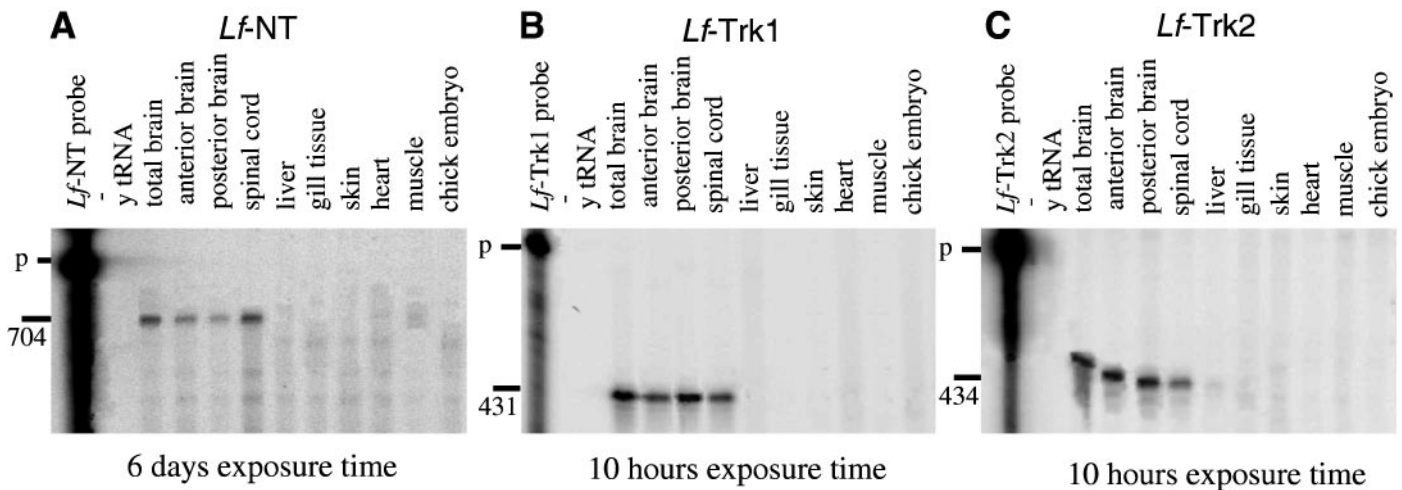 A
Lf-NT
Lf-NT probe
-
y tRNA
total brain
anterior brain
posterior brain
spinal cord
liver
gill tissue
skin
heart
muscle
chick embryo
p
704
6 days exposure time
B
Lf-Trk1
Lf-Trk1 probe
-
y tRNA
total brain
anterior brain
posterior brain
spinal cord
liver
gill tissue
skin
heart
muscle
chick embryo
p
431
10 hours exposure time
C
Lf-Trk2
Lf-Trk2 probe
-
y tRNA
total brain
anterior brain
posterior brain
spinal cord
liver
gill tissue
skin
heart
muscle
chick embryo
p
434
10 hours exposure time